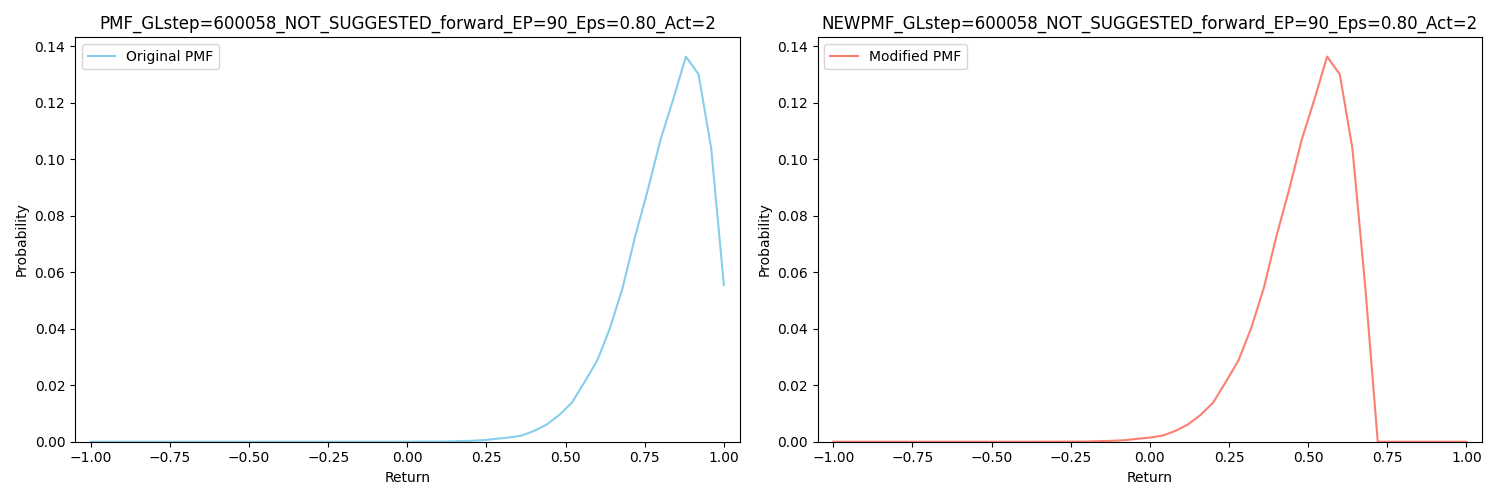 PMF_GLstep=600058_NOT_SUGGESTED_forward_EP=90_Eps=0.80_Act=2
Original PMF
0.14
0.12
0.10
0.08
0.06
0.04
0.02
0.00
Probability
−1.00 −0.75 −0.50 −0.25 0.00 0.25 0.50 0.75 1.00
Return
NEWPMF_GLstep=600058_NOT_SUGGESTED_forward_EP=90_Eps=0.80_Act=2
Modified PMF
0.14
0.12
0.10
0.08
0.06
0.04
0.02
0.00
Probability
−1.00 −0.75 −0.50 −0.25 0.00 0.25 0.50 0.75 1.00
Return